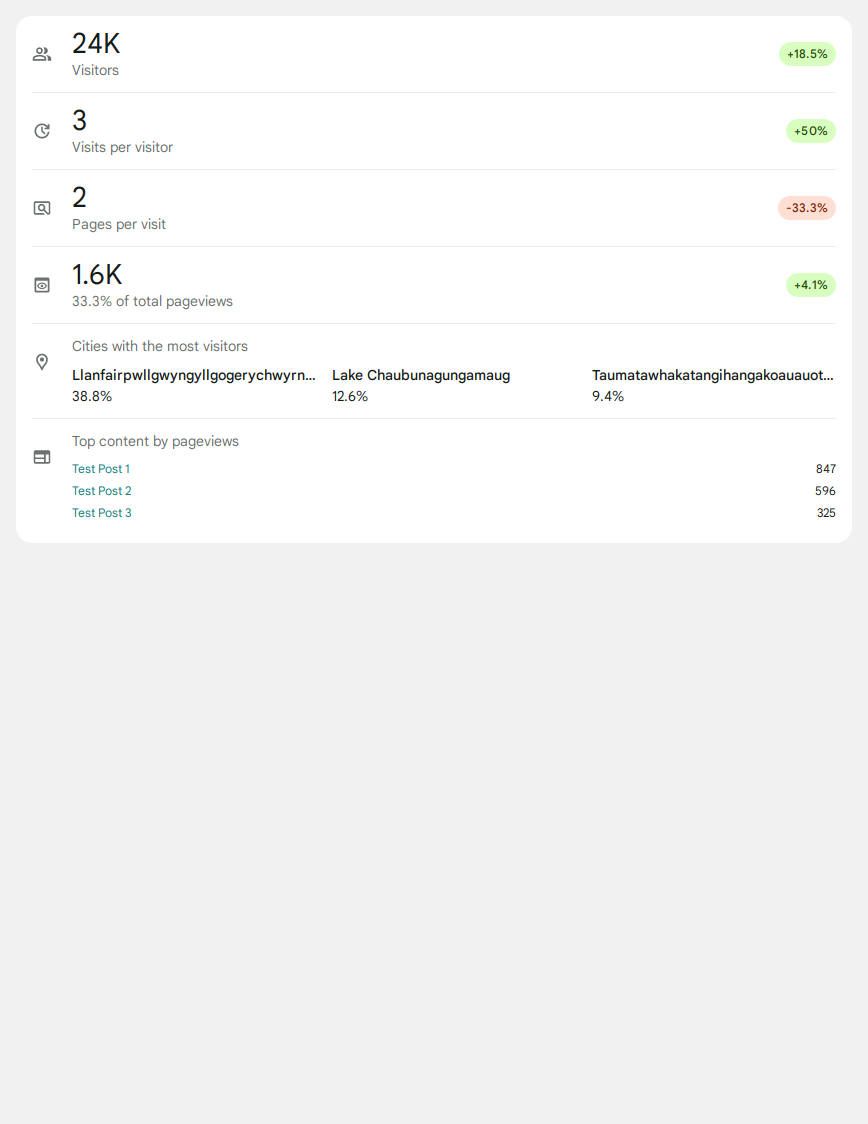 24K
Visitors
+18.5%
3
Visits per visitor
+50%
2
Pages per visit
-33.3%
1.6K
33.3% of total pageviews
+4.1%
Cities with the most visitors
Llanfairpwllgwyngyllgogerychwyrn... Lake Chaubunagungamaug Taumatawhakatangihangakoauauot...
38.8% 12.6% 9.4%
Top content by pageviews
Test Post 1 847
Test Post 2 596
Test Post 3 325